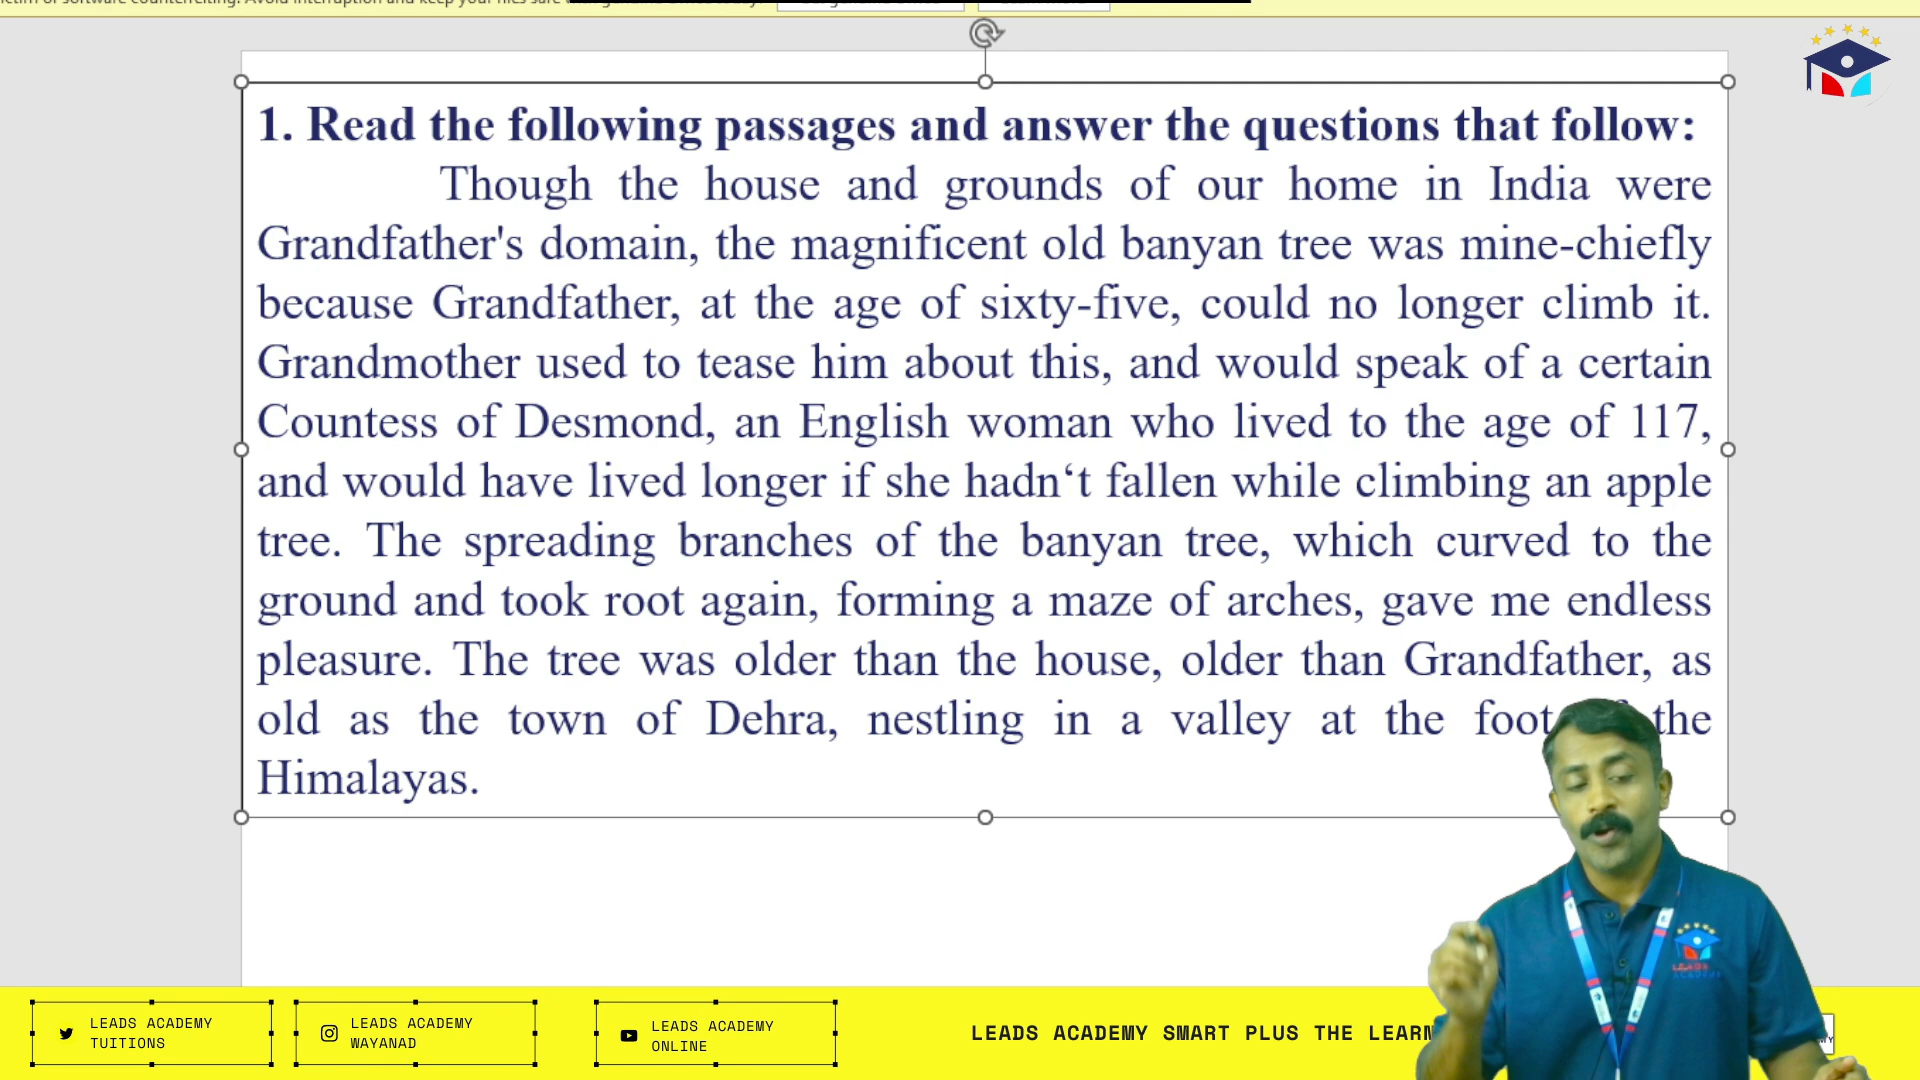 1. Read the following passages and answer the questions that follow:
Though the house and grounds of our home in India were
Grandfather's domain, the magnificent old banyan tree was mine-chiefly
because Grandfather, at the age of sixty-five, could no longer climb it.
Grandmother used to tease him about this, and would speak of a certain
Countess of Desmond, an English woman who lived to the age of 117,
and would have lived longer if she hadn‘t fallen while climbing an apple
tree. The spreading branches of the banyan tree, which curved to the
ground and took root again, forming a maze of arches, gave me endless
pleasure. The tree was older than the house, older than Grandfather, as
old as the town of Dehra, nestling in a valley at the foot the
Himalayas.
LEADS ACADEMY
TUITIONS
LEADS ACADEMY
WAYANAD
LEADS ACADEMY
ONLINE
LEADS ACADEMY SMART PLUS THE